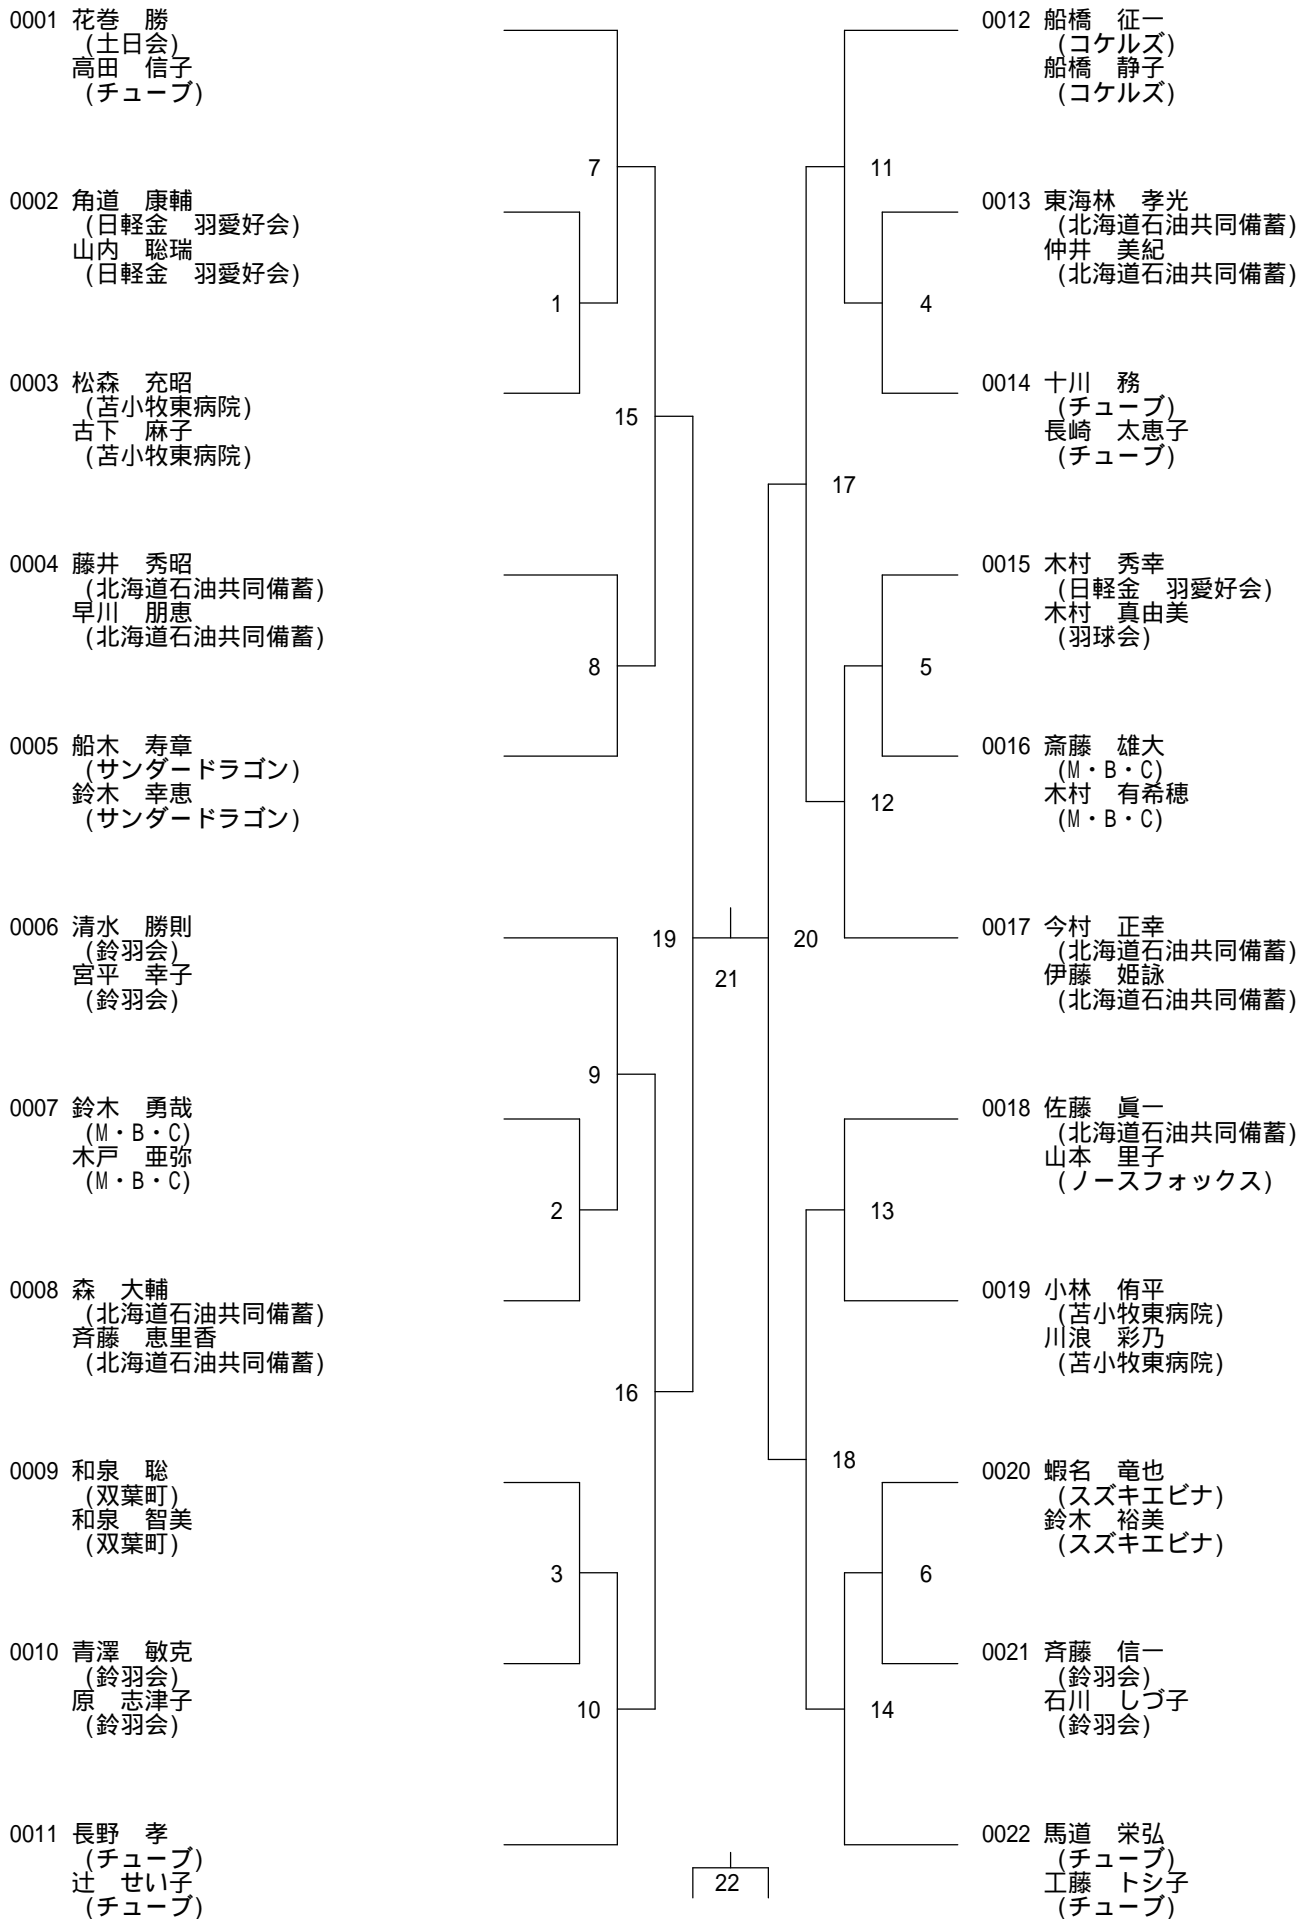 0001 花巻　勝
(土日会)
高田　信子
(チューブ)
0002 角道　康輔
(日軽金　羽愛好会)
山内　聡瑞
(日軽金　羽愛好会)
0003 松森　充昭
(苫小牧東病院)
古下　麻子
(苫小牧東病院)
0004 藤井　秀昭
(北海道石油共同備蓄)
早川　朋恵
(北海道石油共同備蓄)
0005 船木　寿章
(サンダードラゴン)
鈴木　幸恵
(サンダードラゴン)
0006 清水　勝則
(鈴羽会)
宮平　幸子
(鈴羽会)
0007 鈴木　勇哉
(M・B・C)
木戸　亜弥
(M・B・C)
0008 森　大輔
(北海道石油共同備蓄)
斉藤　恵里香
(北海道石油共同備蓄)
0009 和泉　聡
(双葉町)
和泉　智美
(双葉町)
0010 青澤　敏克
(鈴羽会)
原　志津子
(鈴羽会)
0011 長野　孝
(チューブ)
辻　せい子
(チューブ)
7
1
15
8
19
9
2
16
3
10
21
22
20
11
4
17
5
12
13
18
6
14
0012 船橋　征一
(コケルズ)
船橋　静子
(コケルズ)
0013 東海林　孝光
(北海道石油共同備蓄)
仲井　美紀
(北海道石油共同備蓄)
0014 十川　務
(チューブ)
長崎　太恵子
(チューブ)
0015 木村　秀幸
(日軽金　羽愛好会)
木村　真由美
(羽球会)
0016 斎藤　雄大
(M・B・C)
木村　有希穂
(M・B・C)
0017 今村　正幸
(北海道石油共同備蓄)
伊藤　姫詠
(北海道石油共同備蓄)
0018 佐藤　眞一
(北海道石油共同備蓄)
山本　里子
(ノースフォックス)
0019 小林　侑平
(苫小牧東病院)
川浪　彩乃
(苫小牧東病院)
0020 蝦名　竜也
(スズキエビナ)
鈴木　裕美
(スズキエビナ)
0021 斉藤　信一
(鈴羽会)
石川　しづ子
(鈴羽会)
0022 馬道　栄弘
(チューブ)
工藤　トシ子
(チューブ)